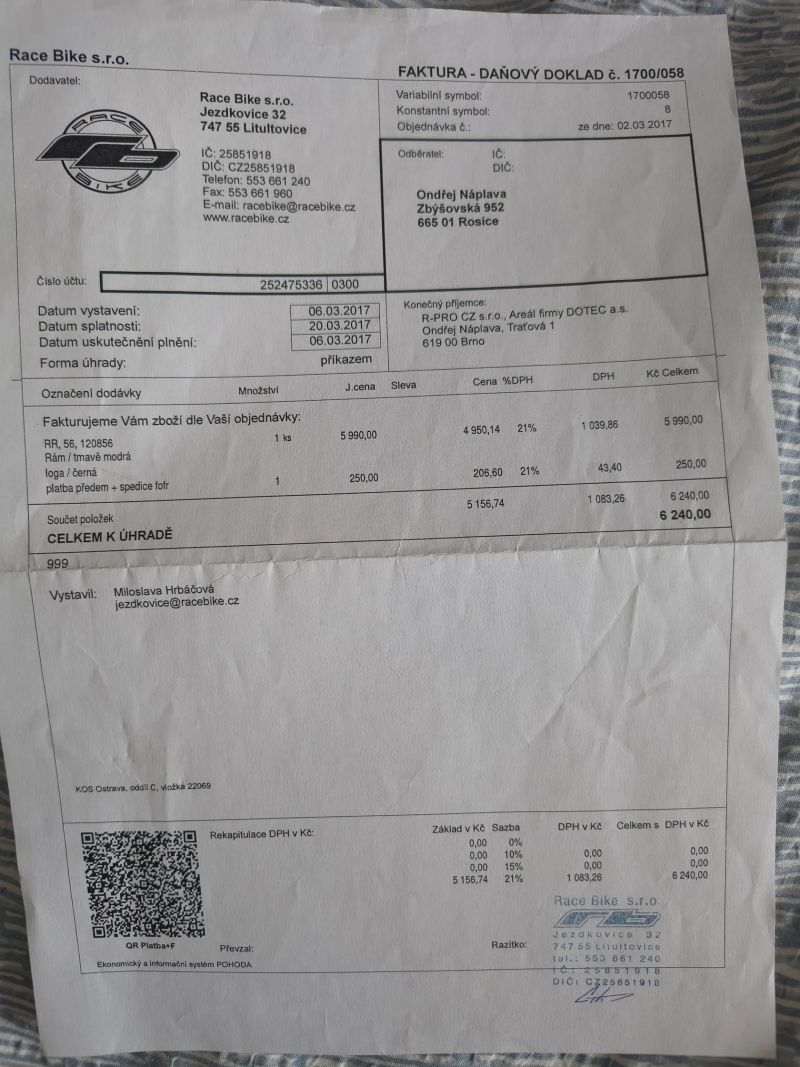 Race Bike s.r.o.
FAKTURA - DAŇOVÝ DOKLAD č. 1700/058
Dodavatel:
RACE
BIKE
Race Bike s.r.o.
Jezdkovice 32
747 55 Litultovice
IČ: 25851918
DIČ: CZ25851918
Telefon: 553 661 240
Fax: 553 661 960
E-mail: racebike@racebike.cz
www.racebike.cz
Variabilní symbol: 1700058
Konstantní symbol: 8
Objednávka č.: ze dne: 02.03.2017
Odběratel: IČ:
DIČ:
Ondřej Náplava
Zbýšovská 952
665 01 Rosice
Číslo účtu: 252475336 0300
Datum vystavení: 06.03.2017
Datum splatnosti: 20.03.2017
Datum uskutečnění plnění: 06.03.2017
Forma úhrady: příkazem
Konečný příjemce:
R-PRO CZ s.r.o., Areál firmy DOTEC a.s.
Ondřej Náplava, Traťová 1
619 00 Brno
Označení dodávky Množství J.cena Sleva Cena %DPH DPH Kč Celkem
Fakturujeme Vám zboží dle Vaší objednávky:
RR, 56, 120856 1 ks 5 990,00 4 950,14 21% 1 039,86 5 990,00
Rám / tmavě modrá
loga / černá
platba předem + spedice fofr 1 250,00 206,60 21% 43,40 250,00
Součet položek 5 156,74 1 083,26 6 240,00
CELKEM K ÚHRADĚ 6 240,00
999
Vystavil: Miloslava Hrbáčová
jezdkovice@racebike.cz
KOS Ostrava, oddíl C, vložka 22069
Rekapitulace DPH v Kč: Základ v Kč Sazba DPH v Kč Celkem s DPH v Kč
0,00 0% 0,00
0,00 10% 0,00 0,00
0,00 15% 0,00
5 156,74 21% 1 083,26 6 240,00
QR Platba+F
Převzal:
Razítko:
Ekonomický a informační systém POHODA
Race Bike s.r.o.
Jezdkovice 32
747 55 Litultovice
tel.: 553 661 240
IČ: 25851918
DIČ: CZ25851918